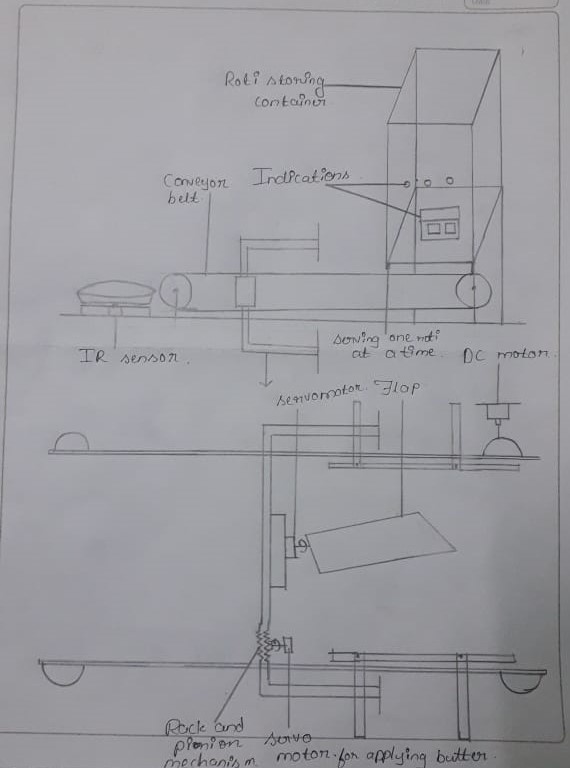 Roti storing
container
Conveyor
belt.
Indications
IR sensor.
serving one roti
at a time.
DC motor.
servomotor.
Flap
Rack and
pionion
mechanism
servo
motor for applying butter.